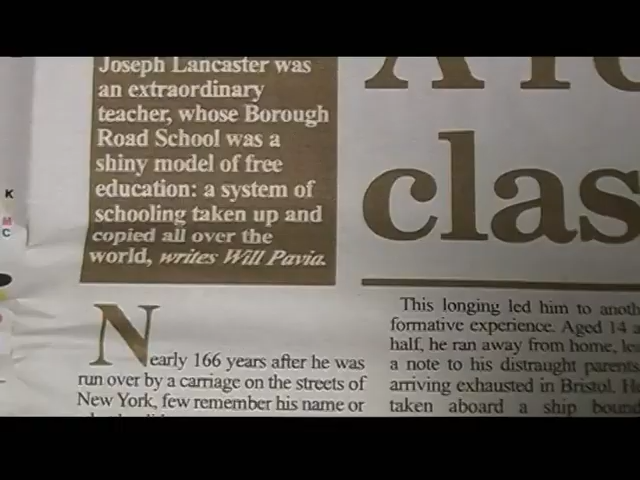 Joseph Lancaster was
an extraordinary
teacher, whose Borough
Road School was a
shiny model of free
education: a system of
schooling taken up and
copied all over the
world, writes Will Pavia.
clas
K
M
C
Nearly 166 years after he was
run over by a carriage on the streets of
New York, few remember his name or
This longing led him to
formative experience. Aged 14
half, he ran away from home,
a note to his distraught parents
arriving exhausted in Bristol.
taken aboard a ship